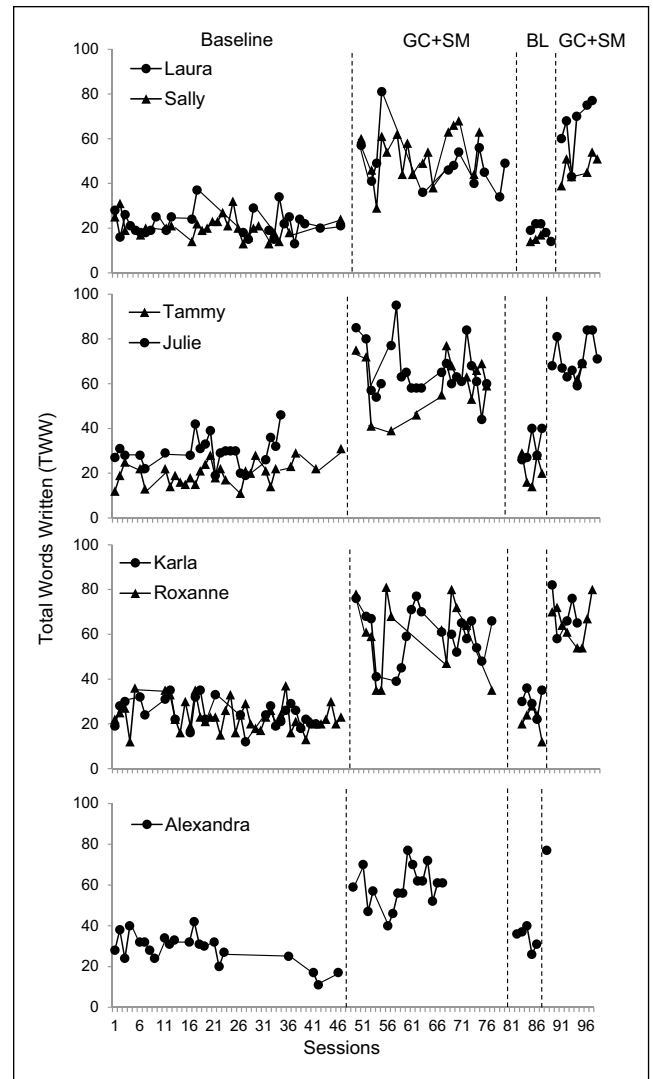 Baseline GC+SM BL GC+SM
100
Laura
Sally
80
60
40
20
0
100
Tammy
Julie
80
60
40
20
0
100
Karla
Roxanne
80
60
40
20
0
100
Alexandra
80
60
40
20
0
1 6 11 16 21 26 31 36 41 46 51 56 61 66 71 76 81 86 91 96
Sessions
Total Words Written (TWW)